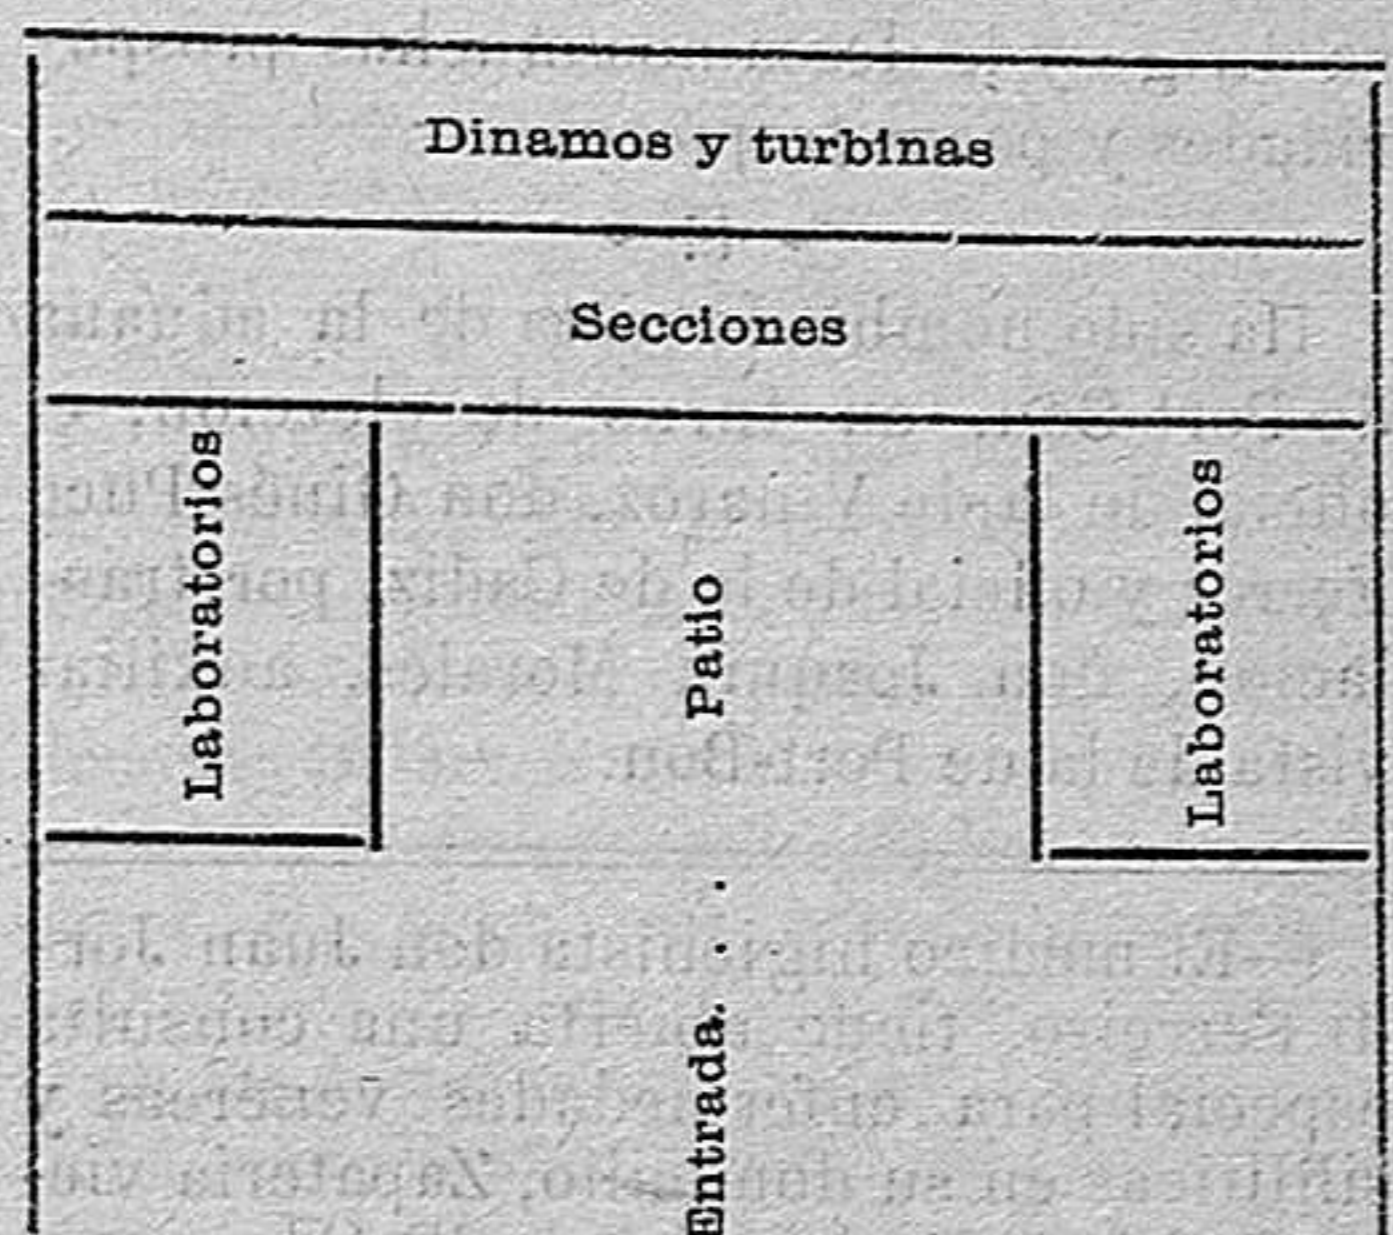 Dinamos y turbinas
Secciones
Laboratorios
Patio
Laboratorios
Entrada. . .